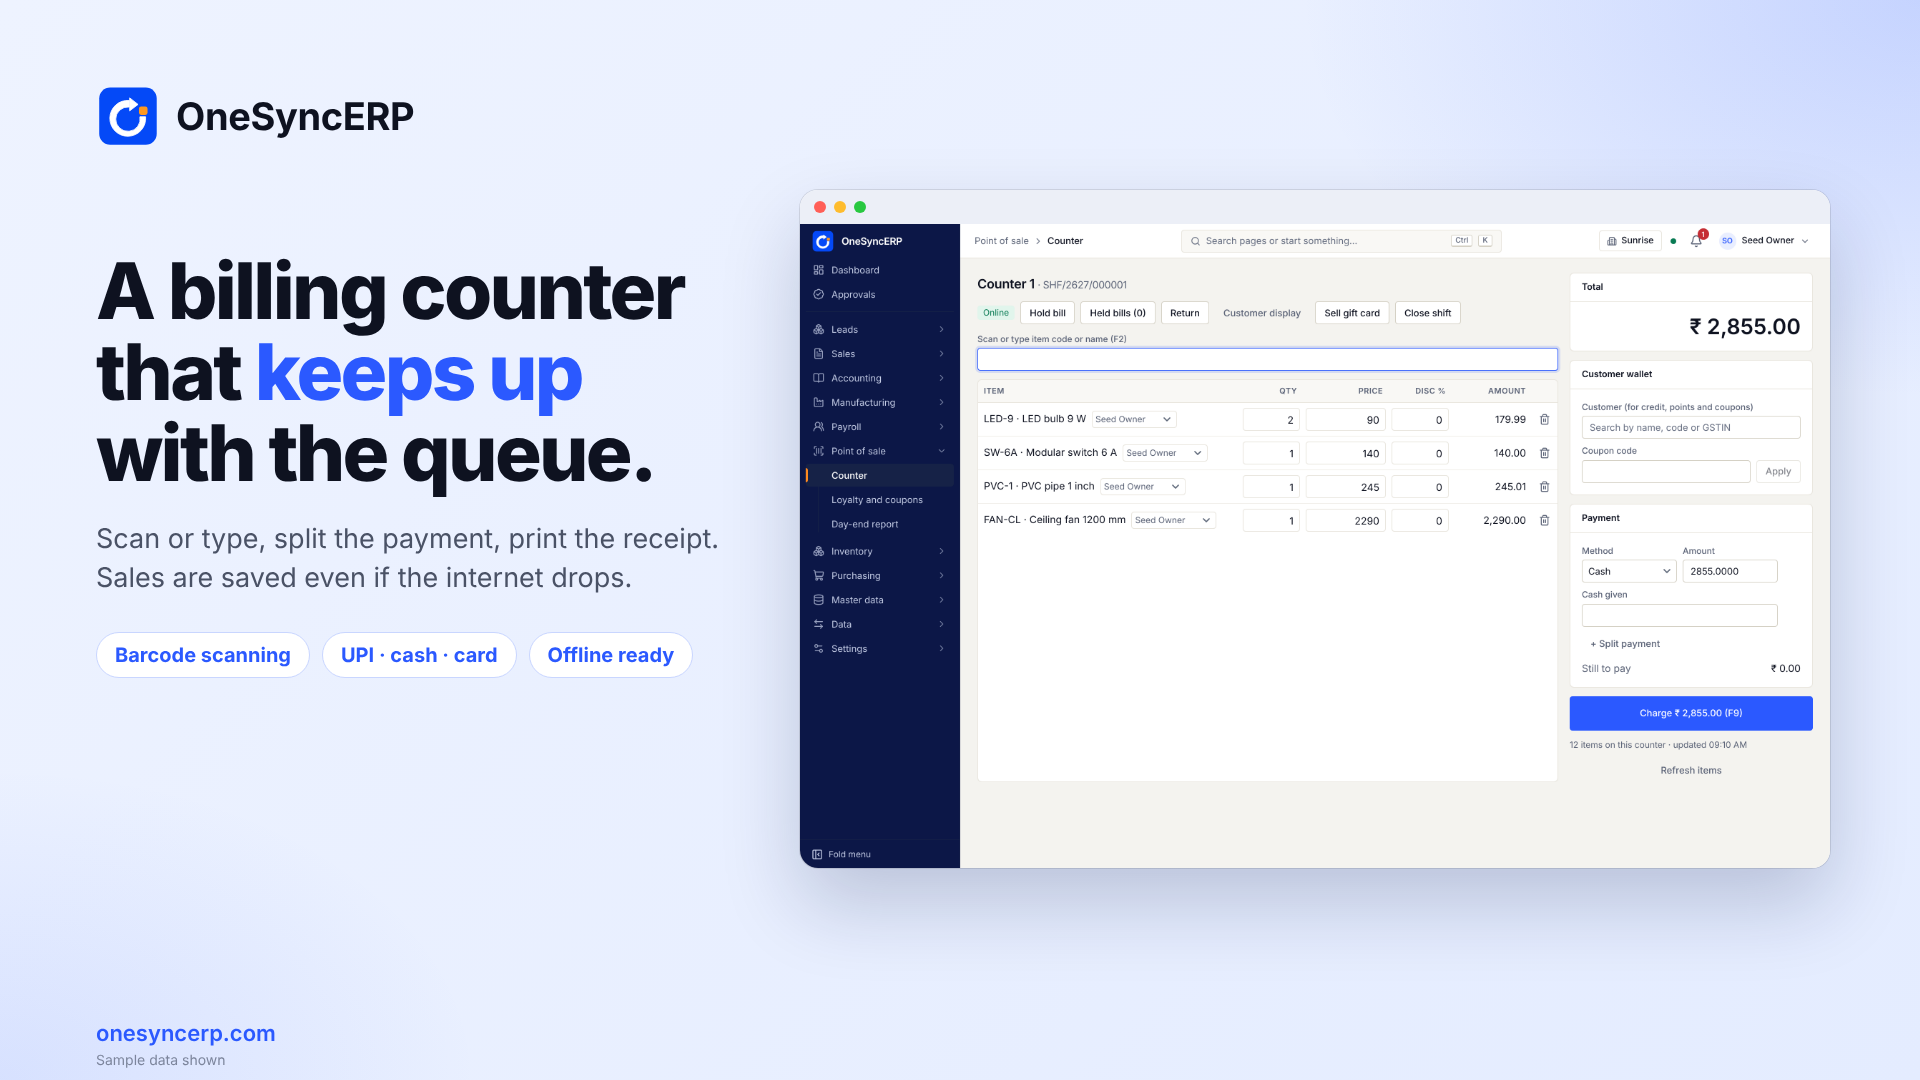 OneSyncERP
A billing counter
that keeps up
with the queue.
Scan or type, split the payment, print the receipt.
Sales are saved even if the internet drops.
Barcode scanning
UPI · cash · card
Offline ready
onesyncerp.com
Sample data shown
OneSyncERP
Dashboard
Approvals
Leads
Sales
Accounting
Manufacturing
Payroll
Point of sale
Counter
Loyalty and coupons
Day-end report
Inventory
Purchasing
Master data
Data
Settings
Fold menu
Point of sale > Counter
Search pages or start something... Ctrl K
Sunrise 1 SO Seed Owner
Counter 1 · SHF/2627/000001
Online Hold bill Held bills (0) Return Customer display Sell gift card Close shift
Scan or type item code or name (F2)
ITEM QTY PRICE DISC % AMOUNT
LED-9 · LED bulb 9 W Seed Owner 2 90 0 179.99
SW-6A · Modular switch 6 A Seed Owner 1 140 0 140.00
PVC-1 · PVC pipe 1 inch Seed Owner 1 245 0 245.01
FAN-CL · Ceiling fan 1200 mm Seed Owner 1 2290 0 2,290.00
Total
₹ 2,855.00
Customer wallet
Customer (for credit, points and coupons)
Search by name, code or GSTIN
Coupon code
Apply
Payment
Method Amount
Cash 2855.0000
Cash given
+ Split payment
Still to pay ₹ 0.00
Charge ₹ 2,855.00 (F9)
12 items on this counter · updated 09:10 AM
Refresh items